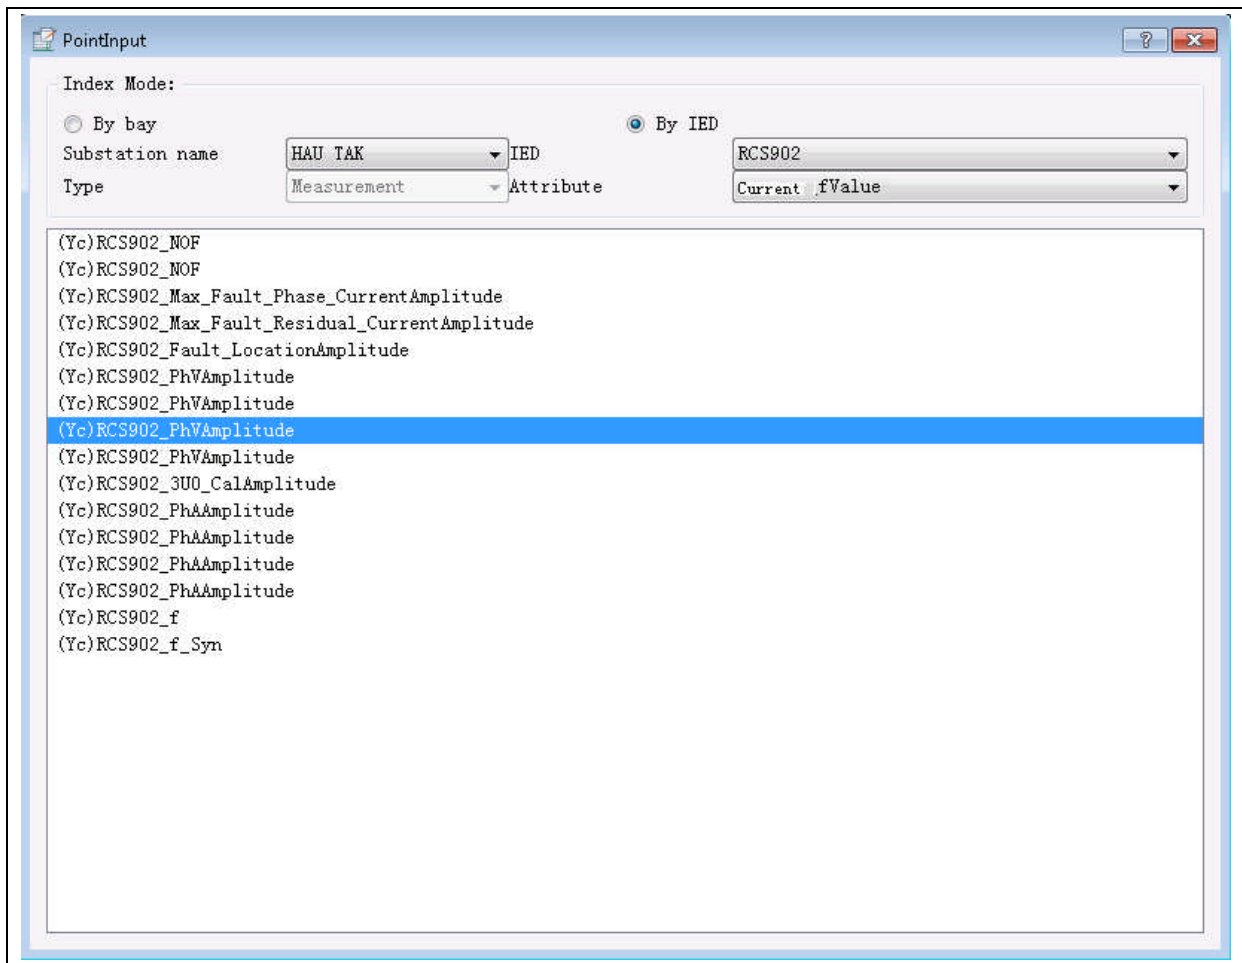 PointInput
Index Mode:
By bay By IED
Substation name HAU TAK IED RCS902
Type Measurement Attribute Current fValue
(Yc)RCS902_NOF
(Yc)RCS902_NOF
(Yc)RCS902_Max_Fault_Phase_CurrentAmplitude
(Yc)RCS902_Max_Fault_Residual_CurrentAmplitude
(Yc)RCS902_Fault_LocationAmplitude
(Yc)RCS902_PhVAmplitude
(Yc)RCS902_PhVAmplitude
(Yc)RCS902_PhVAmplitude
(Yc)RCS902_PhVAmplitude
(Yc)RCS902_3U0_CalAmplitude
(Yc)RCS902_PhAAmplitude
(Yc)RCS902_PhAAmplitude
(Yc)RCS902_PhAAmplitude
(Yc)RCS902_PhAAmplitude
(Yc)RCS902_f
(Yc)RCS902_f_Syn